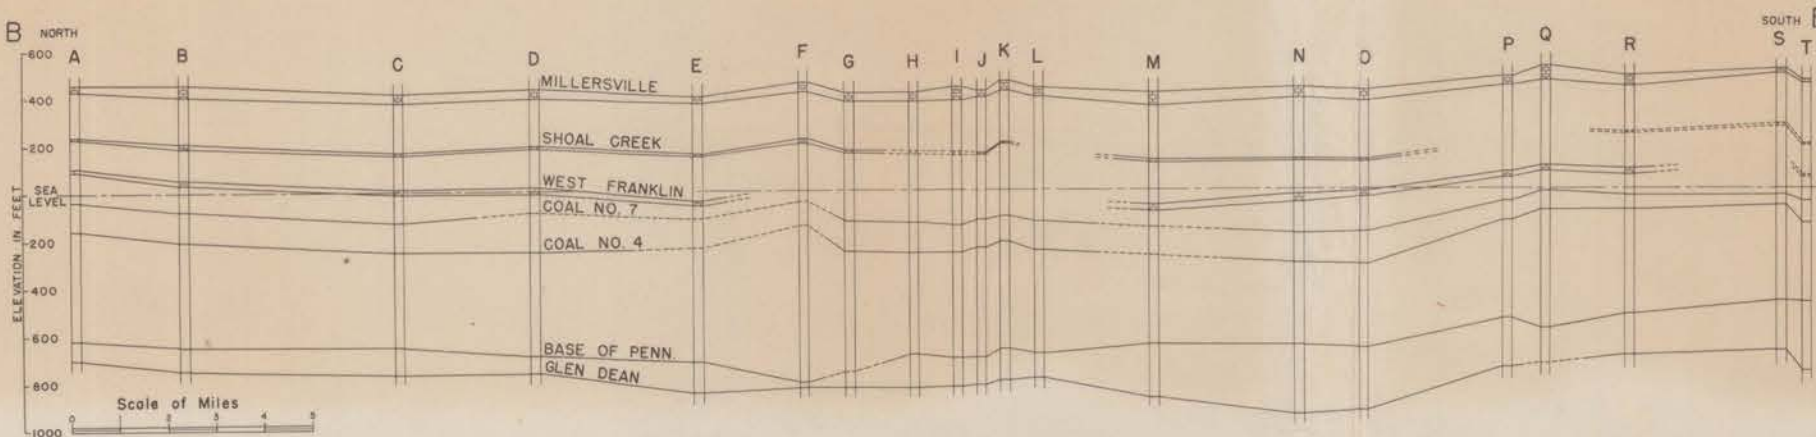 B NORTH SOUTH B
A B C D E F G H I J K L M N O P Q R S T
600
MILLERSVILLE
400
SHOAL CREEK
200
WEST FRANKLIN
SEA LEVEL
COAL NO. 7
200
COAL NO. 4
400
ELEVATION IN FEET
600
BASE OF PENN.
GLEN DEAN
800
Scale of Miles
0 1 2 3 4 5
1000